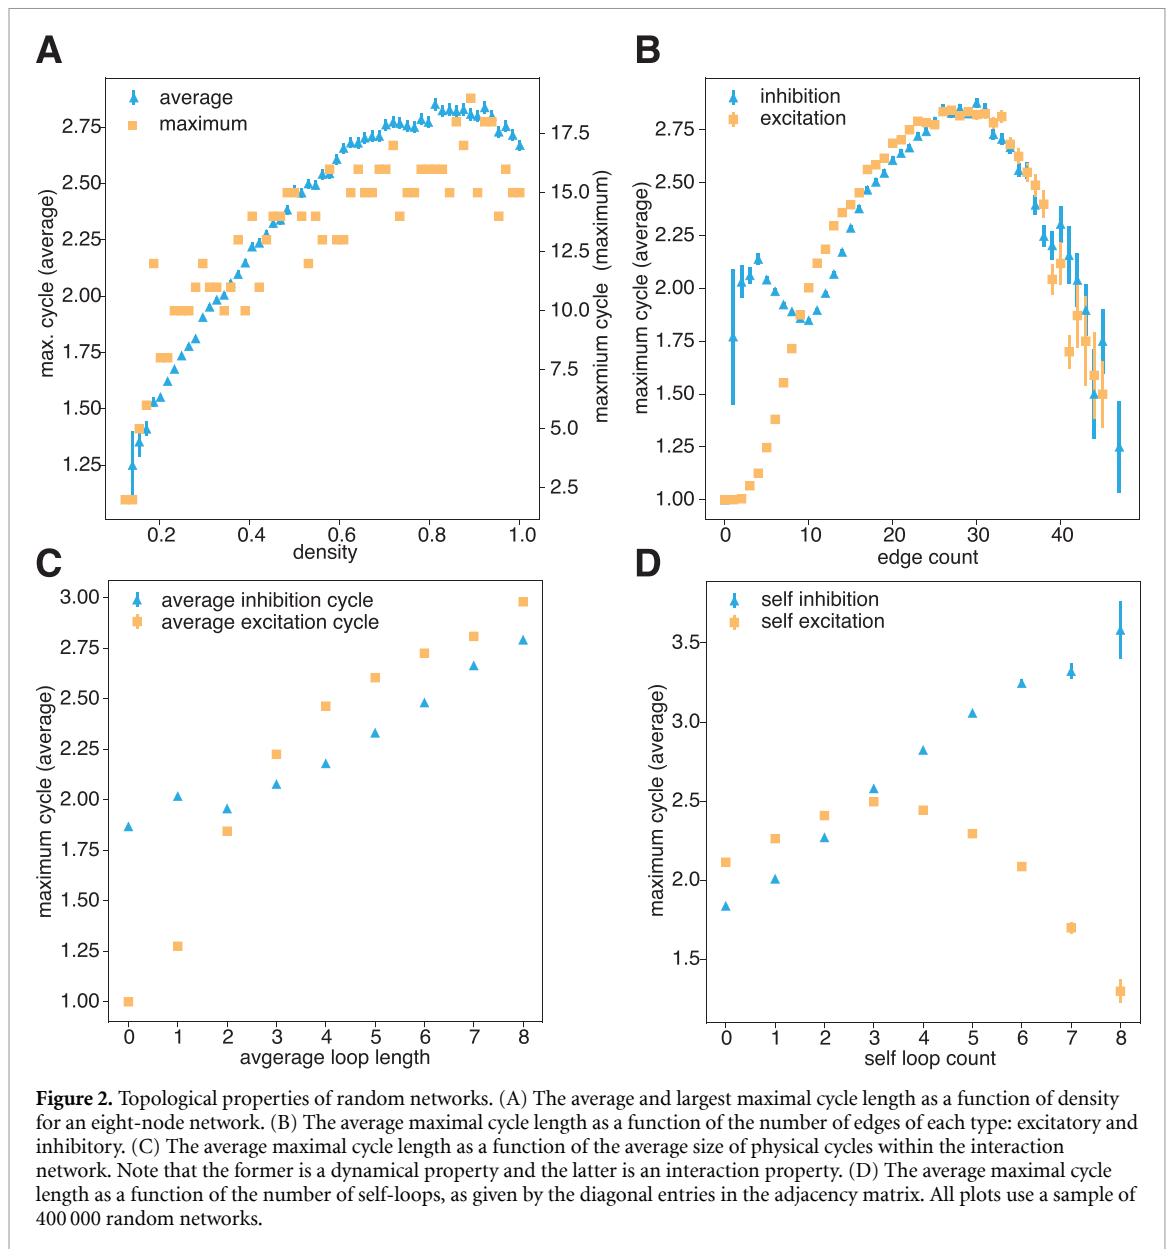 A
average
maximum
2.75
2.50
2.25
2.00
1.75
1.50
1.25
max. cycle (average)
17.5
15.0
12.5
10.0
7.5
5.0
2.5
maxmium cycle (maximum)
0.2 0.4 0.6 0.8 1.0
density
B
inhibition
excitation
2.75
2.50
2.25
2.00
1.75
1.50
1.25
1.00
maximum cycle (average)
0 10 20 30 40
edge count
C
average inhibition cycle
average excitation cycle
3.00
2.75
2.50
2.25
2.00
1.75
1.50
1.25
1.00
maximum cycle (average)
0 1 2 3 4 5 6 7 8
avgerage loop length
D
self inhibition
self excitation
3.5
3.0
2.5
2.0
1.5
maximum cycle (average)
0 1 2 3 4 5 6 7 8
self loop count
Figure 2. Topological properties of random networks. (A) The average and largest maximal cycle length as a function of density
for an eight-node network. (B) The average maximal cycle length as a function of the number of edges of each type: excitatory and
inhibitory. (C) The average maximal cycle length as a function of the average size of physical cycles within the interaction
network. Note that the former is a dynamical property and the latter is an interaction property. (D) The average maximal cycle
length as a function of the number of self-loops, as given by the diagonal entries in the adjacency matrix. All plots use a sample of
400 000 random networks.